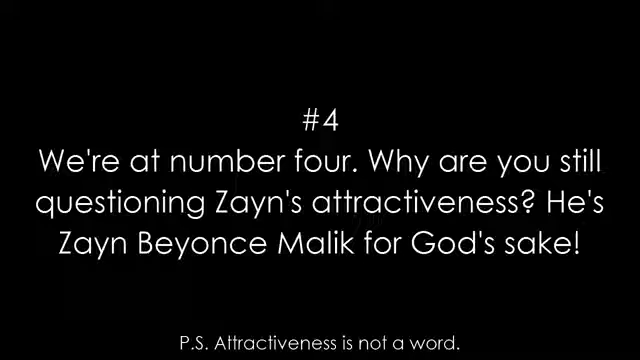 #4
We're at number four. Why are you still
questioning Zayn's attractiveness? He's
Zayn Beyonce Malik for God's sake!
P.S. Attractiveness is not a word.